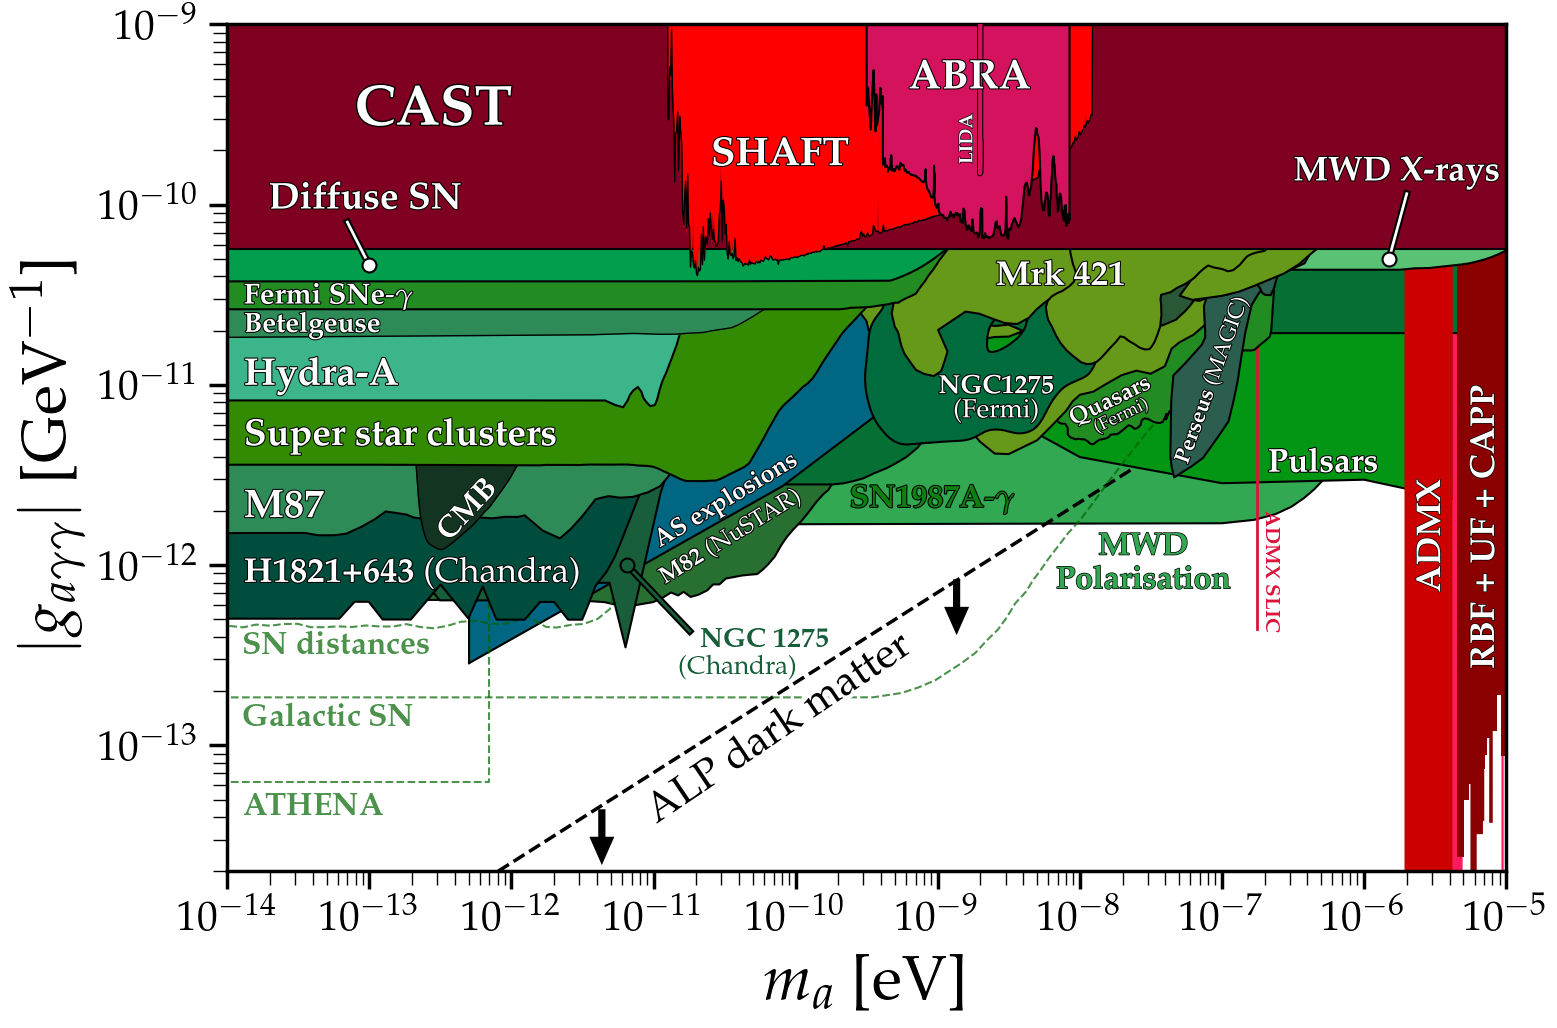 10⁻⁹
10⁻¹⁰
10⁻¹¹
10⁻¹²
10⁻¹³
|g_{aγγ}| [GeV⁻¹]
CAST
SHAFT
ABRA
LIDA
MWD X-rays
Diffuse SN
Mrk 421
Fermi SNe-γ
Betelgeuse
Hydra-A
NGC1275
(Fermi)
Quasars
(Fermi)
Perseus (MAGIC)
Super star clusters
Pulsars
M87
CMB
AS explosions
M82 (NuSTAR)
SN1987A-γ
MWD
Polarisation
ADMX SLIC
ADMX
RBF + UF + CAPP
H1821+643 (Chandra)
NGC 1275
(Chandra)
SN distances
Galactic SN
ATHENA
ALP dark matter
10⁻¹⁴
10⁻¹³
10⁻¹²
10⁻¹¹
10⁻¹⁰
10⁻⁹
10⁻⁸
10⁻⁷
10⁻⁶
10⁻⁵
m_a [eV]